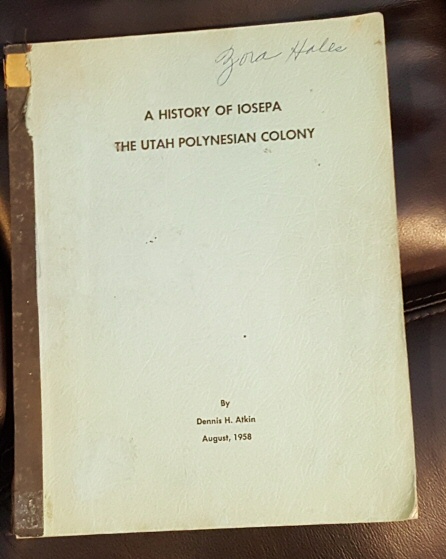 Zora Hales
A HISTORY OF IOSEPA
THE UTAH POLYNESIAN COLONY
By
Dennis H. Atkin
August, 1958